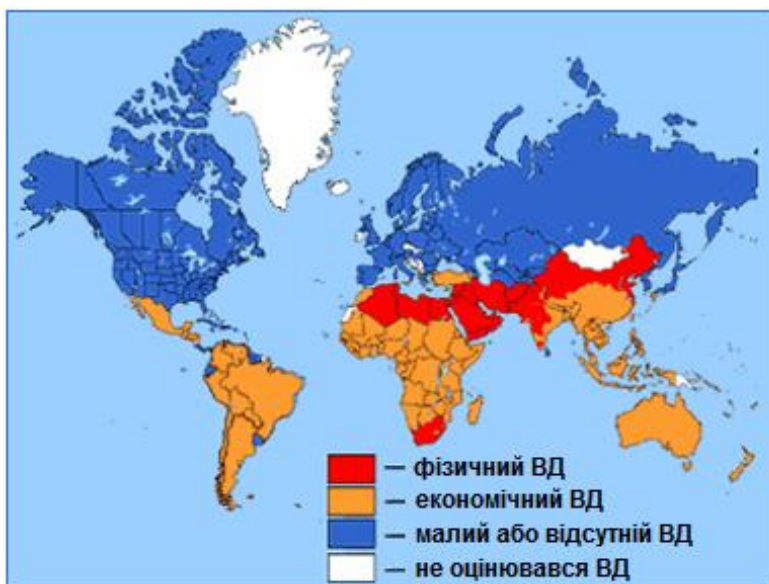 — фізичний ВД
— економічний ВД
— малий або відсутній ВД
— не оцінювався ВД